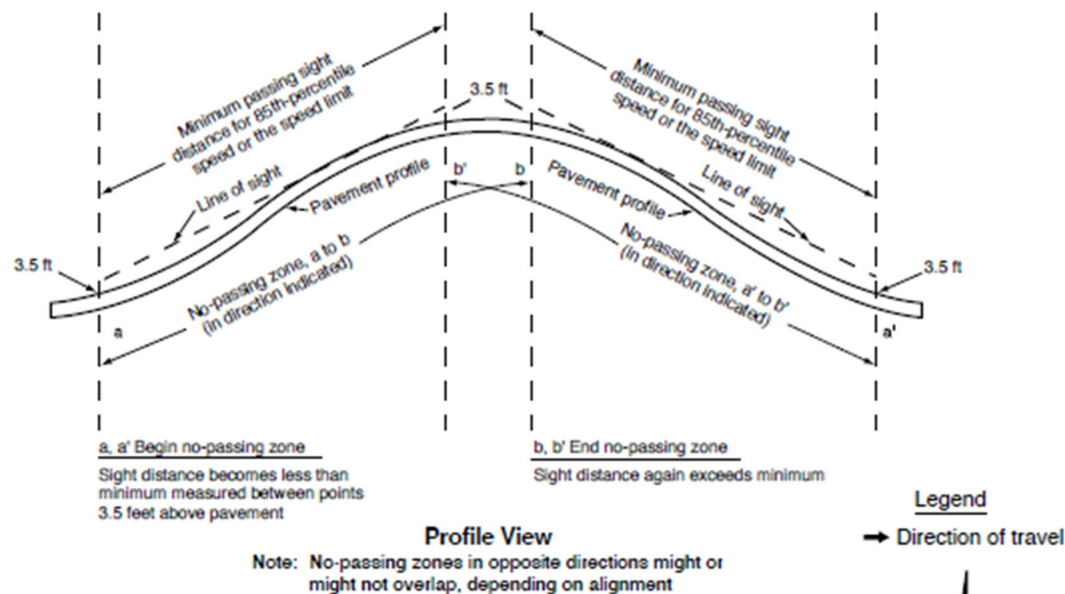 Minimum passing sight
distance for 85th-percentile
speed or the speed limit
Minimum passing sight
distance for 85th-percentile
speed or the speed limit
3.5 ft
Line of sight
Pavement profile
b'
b
Pavement profile
Line of sight
3.5 ft
3.5 ft
No-passing zone, a to b
(in direction indicated)
No-passing zone, a' to b'
(in direction indicated)
a
a'
a, a' Begin no-passing zone
Sight distance becomes less than
minimum measured between points
3.5 feet above pavement
b, b' End no-passing zone
Sight distance again exceeds minimum
Legend
Direction of travel
Profile View
Note: No-passing zones in opposite directions might or
might not overlap, depending on alignment